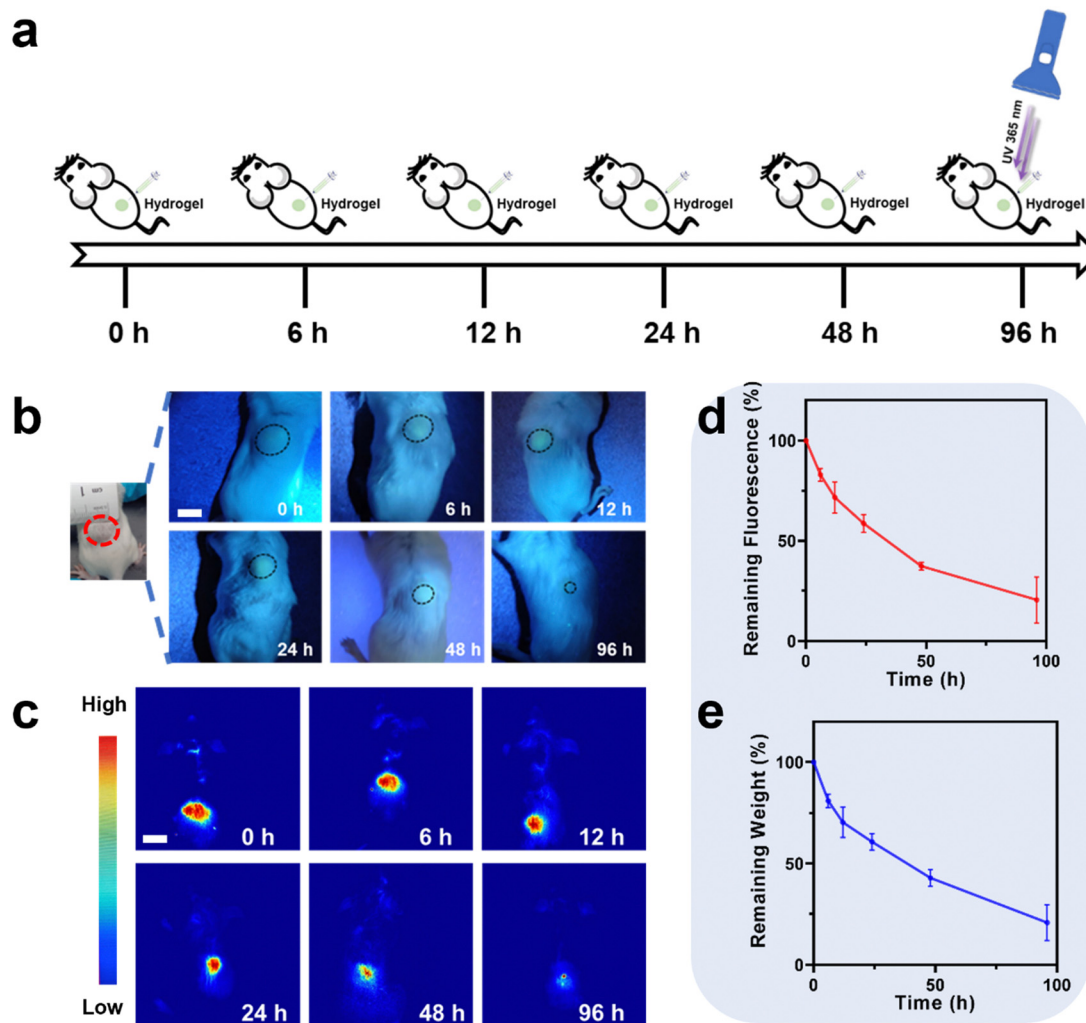 a
UV 365 nm
Hydrogel Hydrogel Hydrogel Hydrogel Hydrogel Hydrogel
0 h 6 h 12 h 24 h 48 h 96 h
b
cm 1
0 h 6 h 12 h
24 h 48 h 96 h
c
High
Low
0 h 6 h 12 h
24 h 48 h 96 h
d
Remaining Fluorescence (%)
100
50
0
0 50 100
Time (h)
e
Remaining Weight (%)
100
50
0
0 50 100
Time (h)